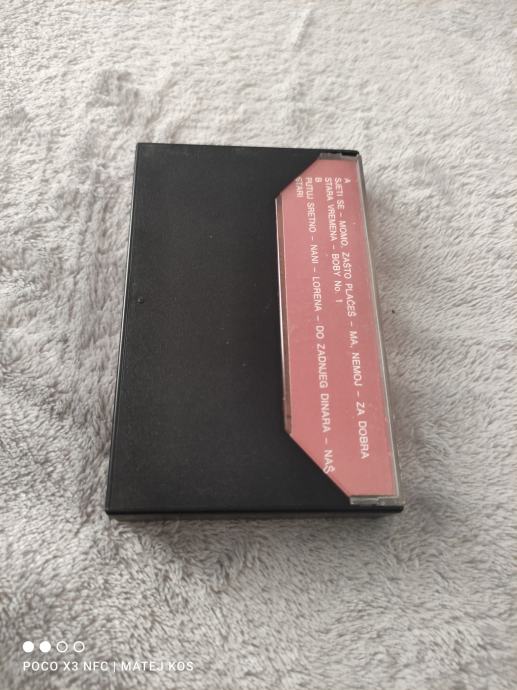 A
SJETI SE – MOMO, ZAŠTO PLAČEŠ – MA, NEMOJ – ZA DOBRA
STARA VREMENA – BOBY No. 1
B
PUTUJ SRETNO – NANI – LORENA – DO ZADNJEG DINARA – NAŠ
STARI
POCO X3 NFC | MATEJ KOS